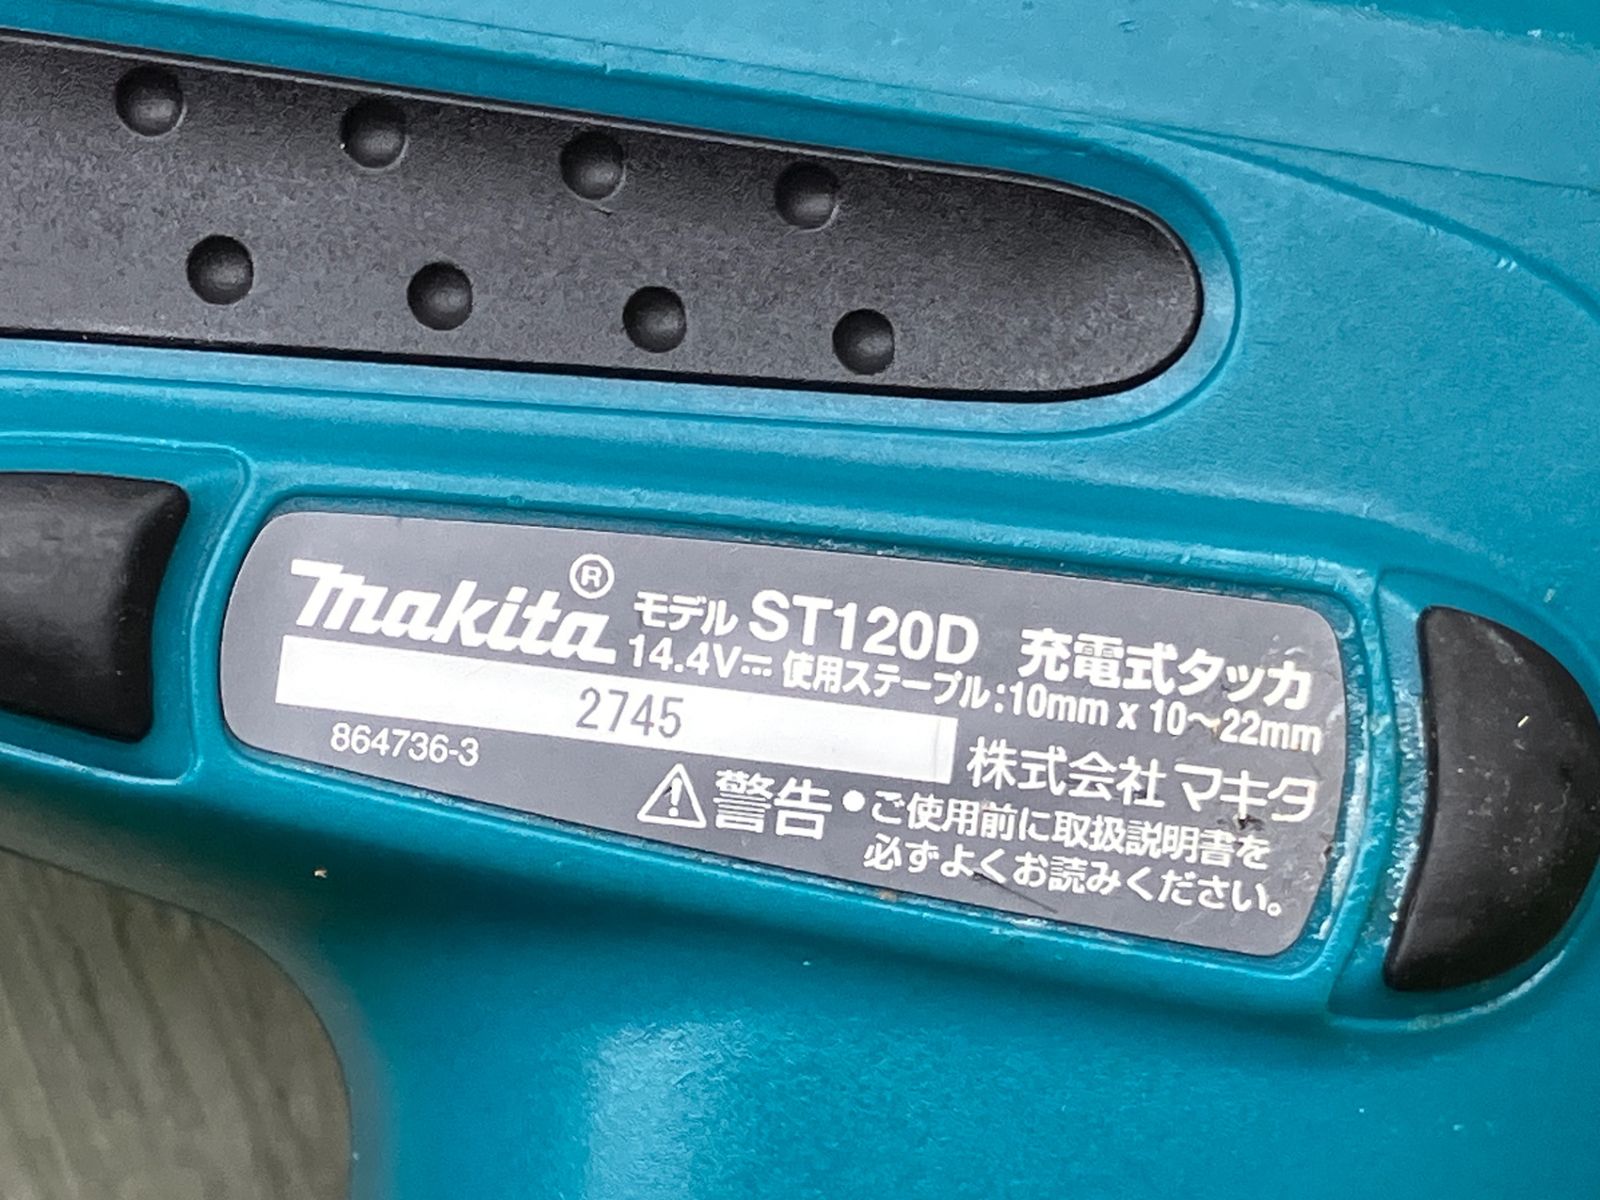 makita® モデル ST120D 充電式タッカ
14.4V⎓ 使用ステープル:10mm x 10〜22mm
2745
864736-3
株式会社マキタ
⚠警告 ●ご使用前に取扱説明書を
必ずよくお読みください。